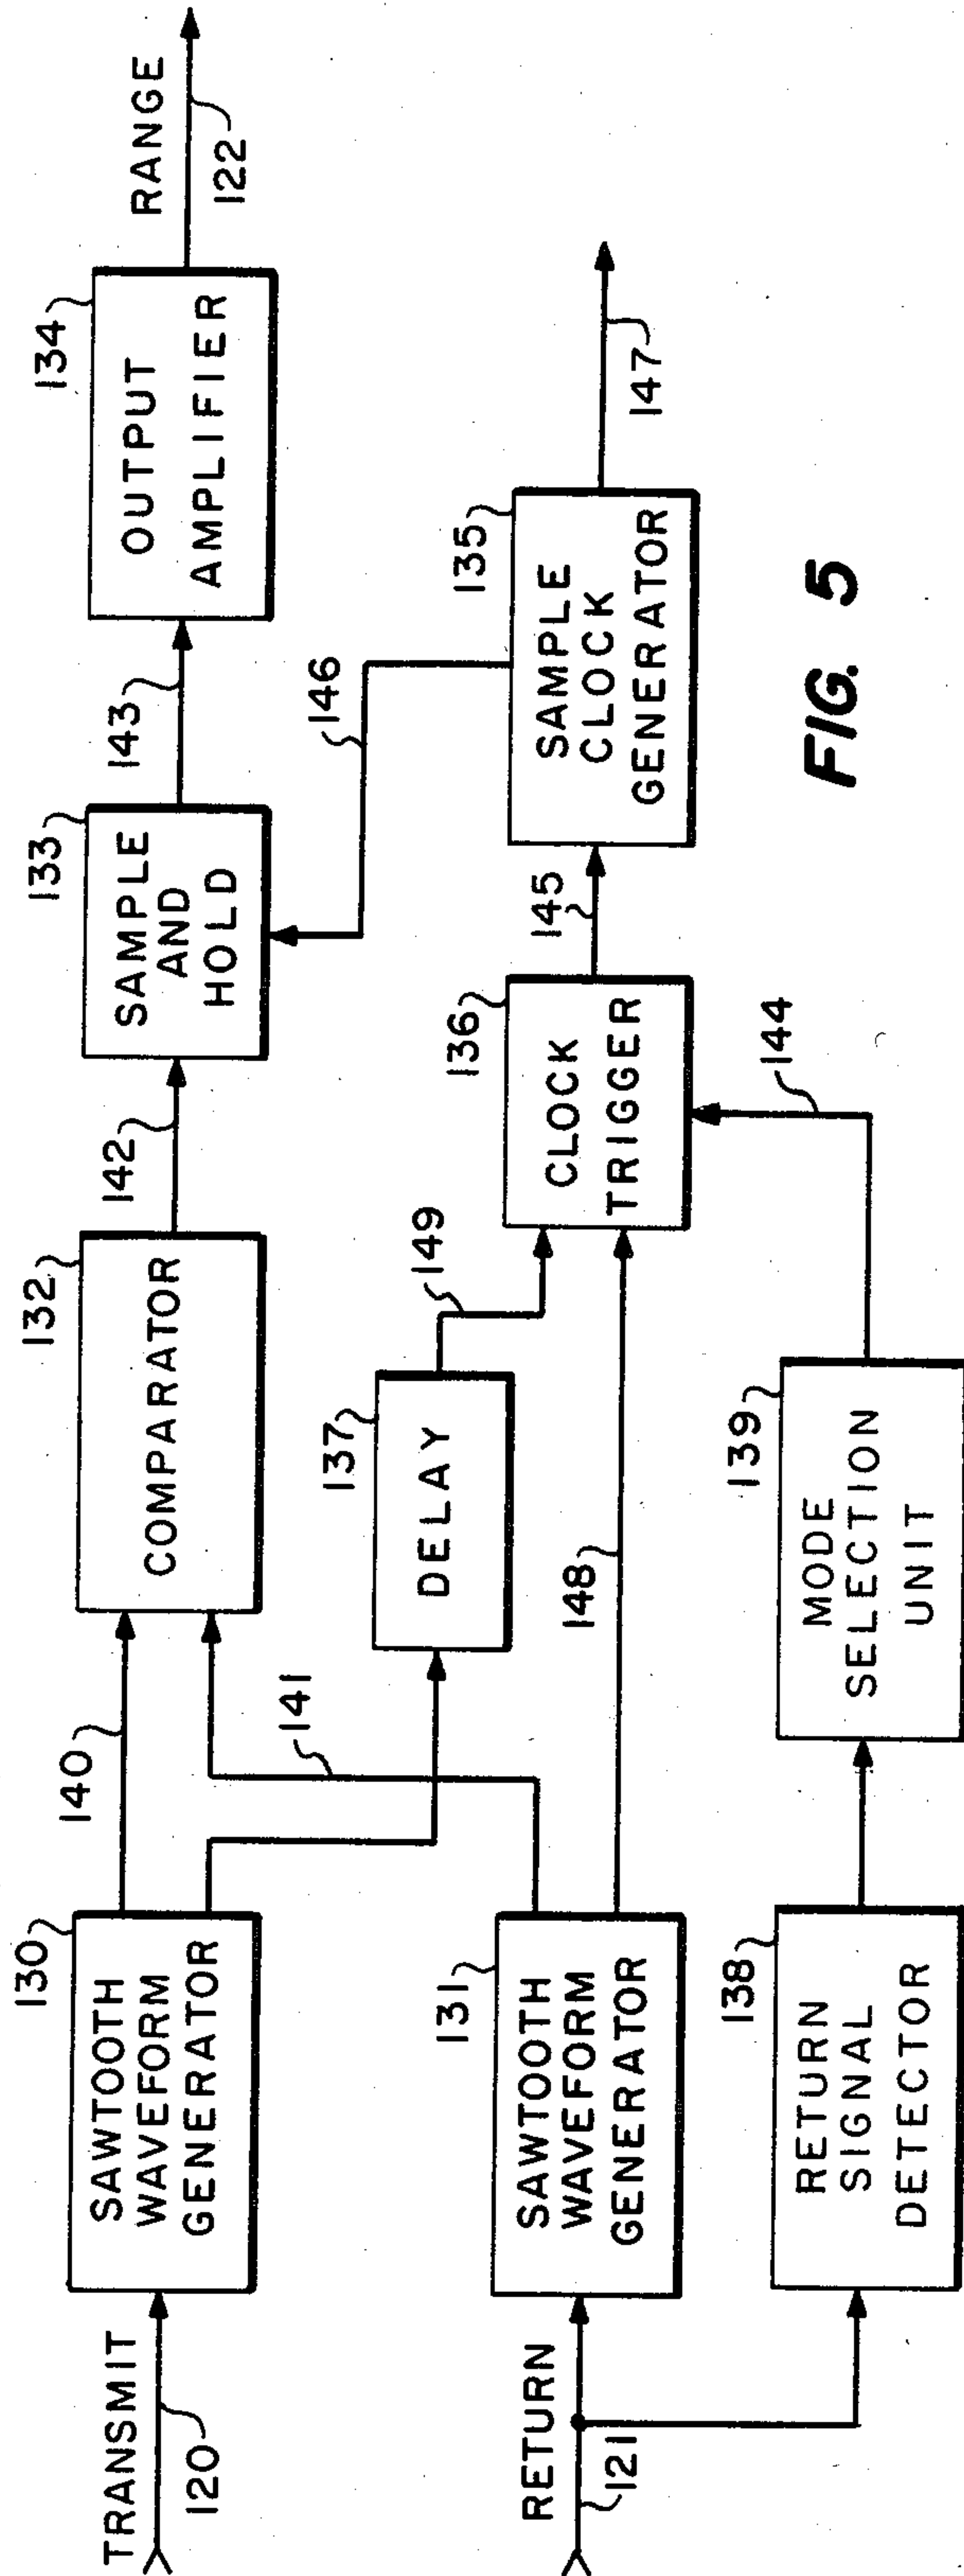 TRANSMIT
120
130
SAWTOOTH
WAVEFORM
GENERATOR
140
141
132
COMPARATOR
142
133
SAMPLE
AND
HOLD
143
134
OUTPUT
AMPLIFIER
RANGE
122
137
DELAY
149
146
RETURN
121
131
SAWTOOTH
WAVEFORM
GENERATOR
148
136
CLOCK
TRIGGER
145
135
SAMPLE
CLOCK
GENERATOR
147
138
RETURN
SIGNAL
DETECTOR
139
MODE
SELECTION
UNIT
144
FIG. 5